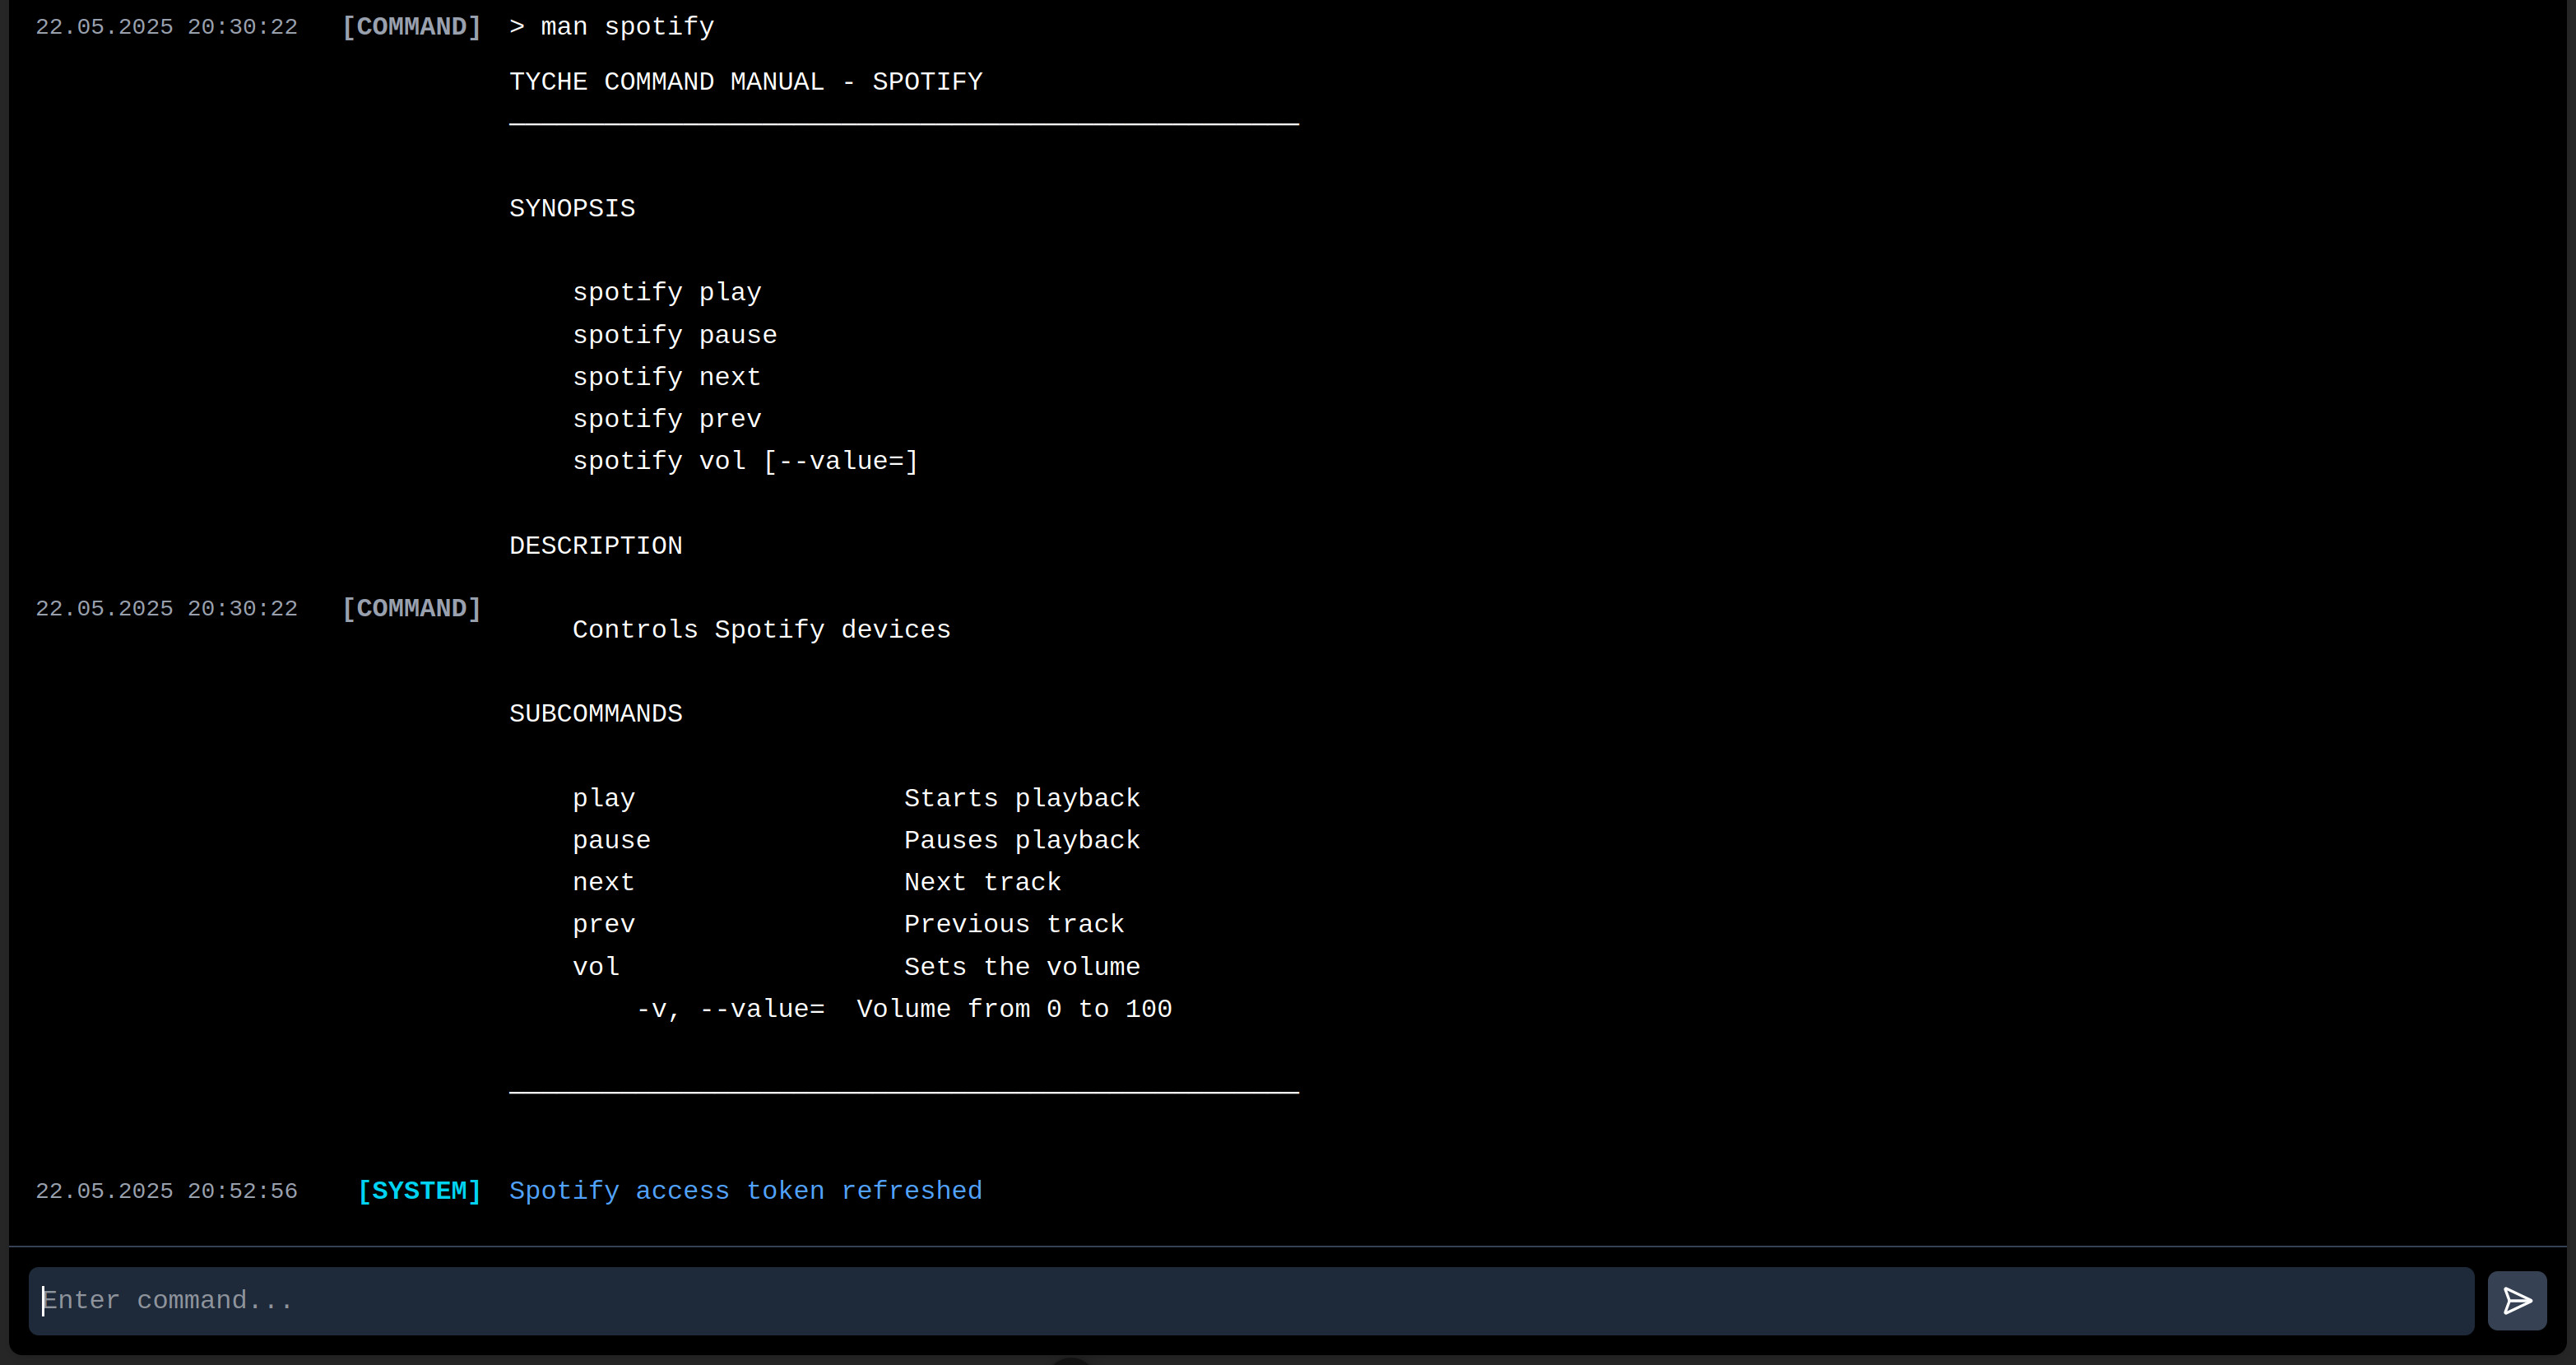 22.05.2025 20:30:22 [COMMAND] > man spotify
TYCHE COMMAND MANUAL - SPOTIFY
SYNOPSIS
spotify play
spotify pause
spotify next
spotify prev
spotify vol [--value=]
DESCRIPTION
22.05.2025 20:30:22 [COMMAND]
Controls Spotify devices
SUBCOMMANDS
play Starts playback
pause Pauses playback
next Next track
prev Previous track
vol Sets the volume
-v, --value= Volume from 0 to 100
22.05.2025 20:52:56 [SYSTEM] Spotify access token refreshed
Enter command...